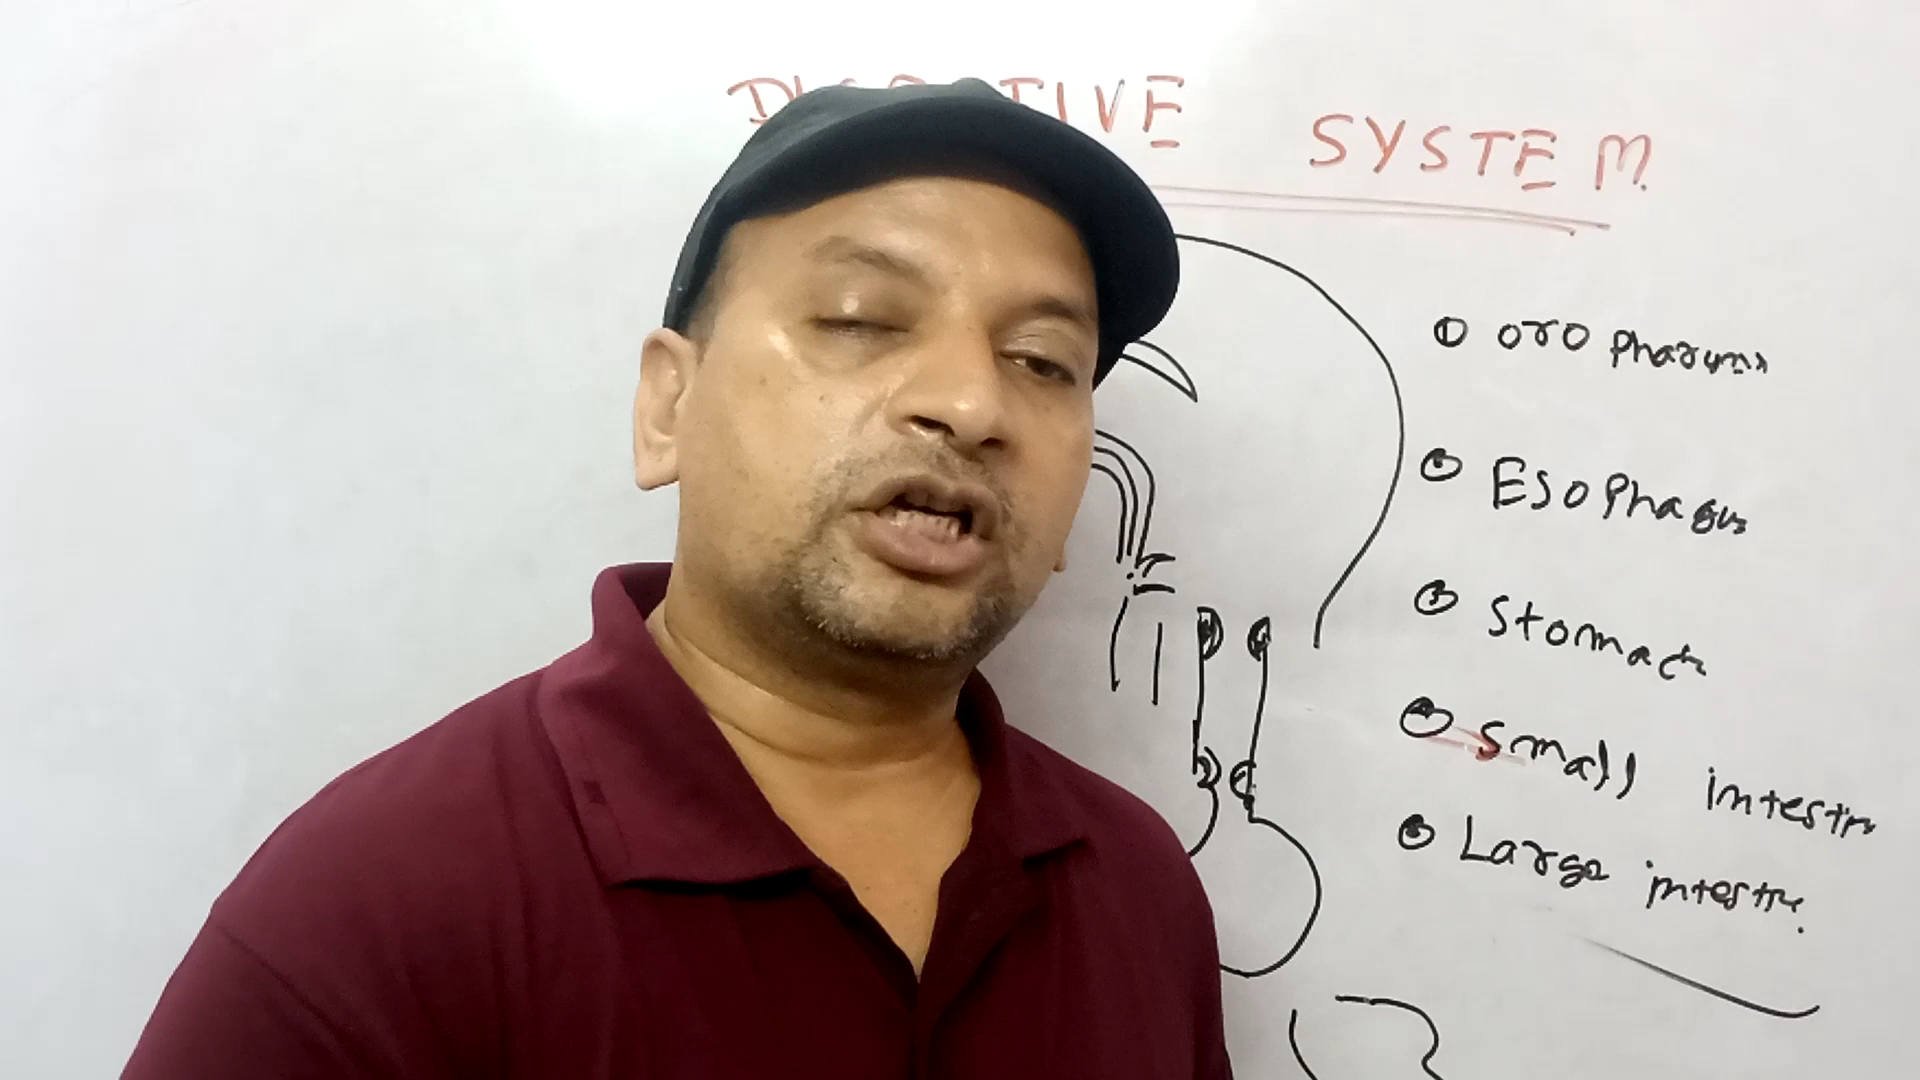 SYSTEM
① oro pharynx
② Esophagus
③ stomach
④ small intestine
⑤ Large intestine.